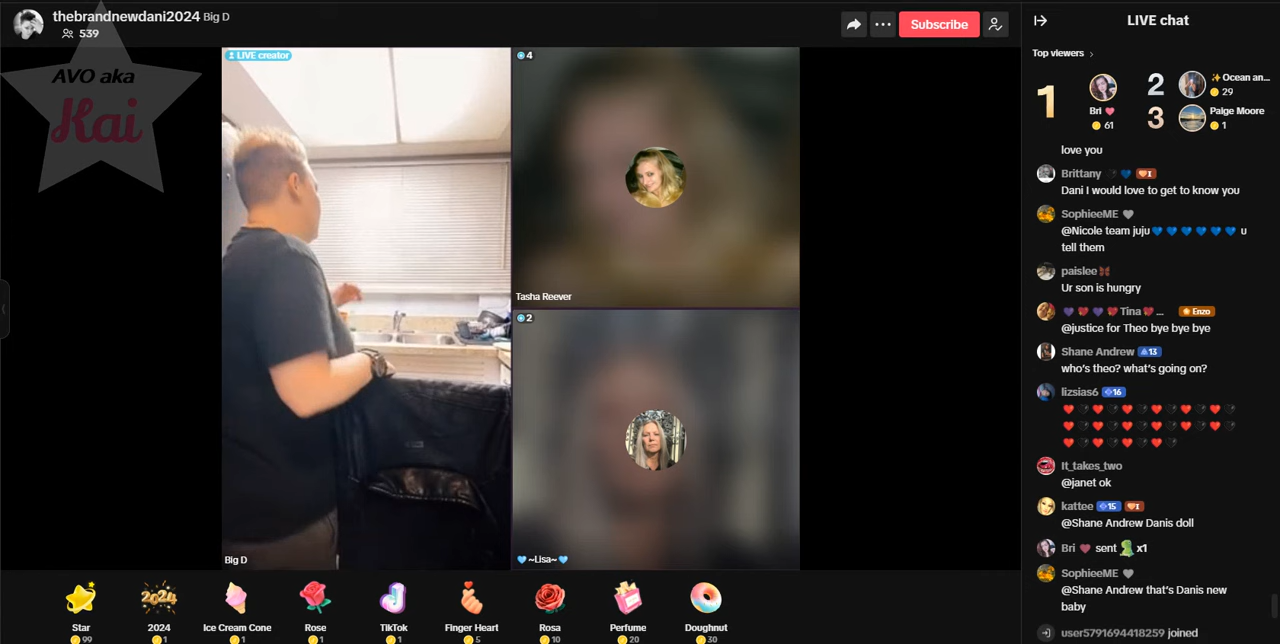 thebrandnewdani2024 Big D
539
Subscribe
AVO aka
Kai
LIVE creator
Big D
4
Tasha Reever
2
~Lisa~
Star
99
2024
2024
1
Ice Cream Cone
1
Rose
1
TikTok
1
Finger Heart
5
Rosa
10
Perfume
20
Doughnut
30
LIVE chat
Top viewers
1
Bri
61
2
Ocean an...
29
3
Paige Moore
1
love you
Brittany
Dani I would love to get to know you
SophieeME
@Nicole team juju💙💙💙💙💙💙 u
tell them
paislee
Ur son is hungry
Tina ... Enzo
@justice for Theo bye bye bye
Shane Andrew 13
who's theo? what's going on?
lizsias6 16
It_takes_two
@janet ok
kattee 15
@Shane Andrew Danis doll
Bri sent x1
SophieeME
@Shane Andrew that's Danis new
baby
user5791694418259 joined